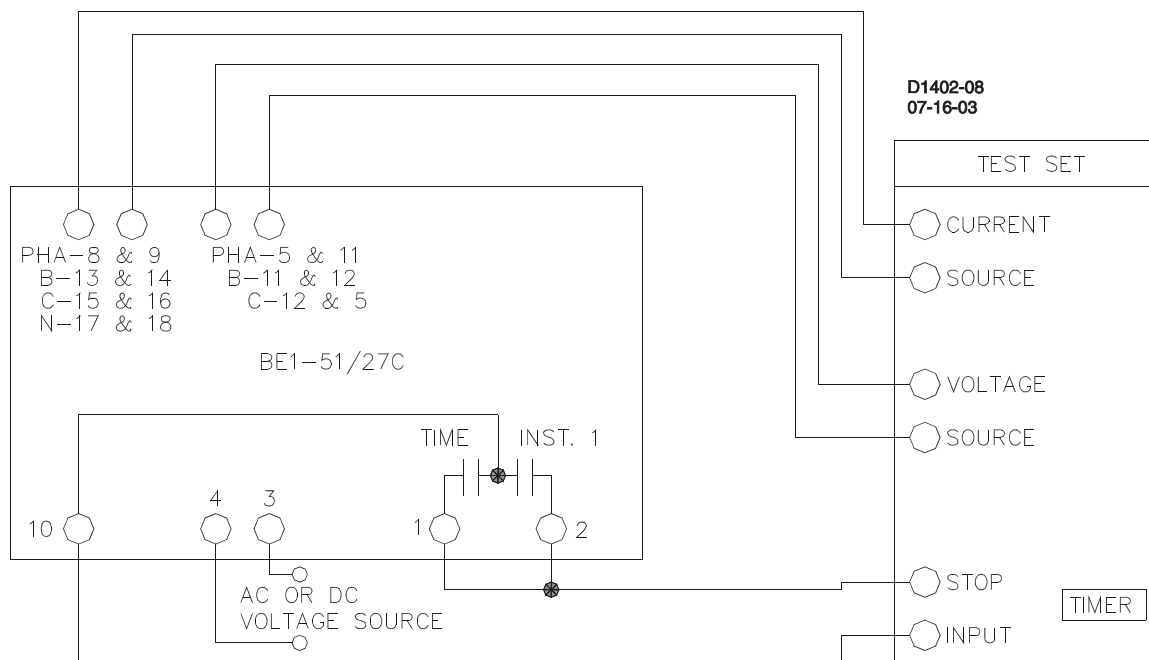 D1402-08
07-16-03
TEST SET
CURRENT
SOURCE
VOLTAGE
SOURCE
STOP
TIMER
INPUT
PHA-8 & 9
B-13 & 14
C-15 & 16
N-17 & 18
PHA-5 & 11
B-11 & 12
C-12 & 5
BE1-51/27C
TIME
INST. 1
10
4
3
1
2
AC OR DC
VOLTAGE SOURCE